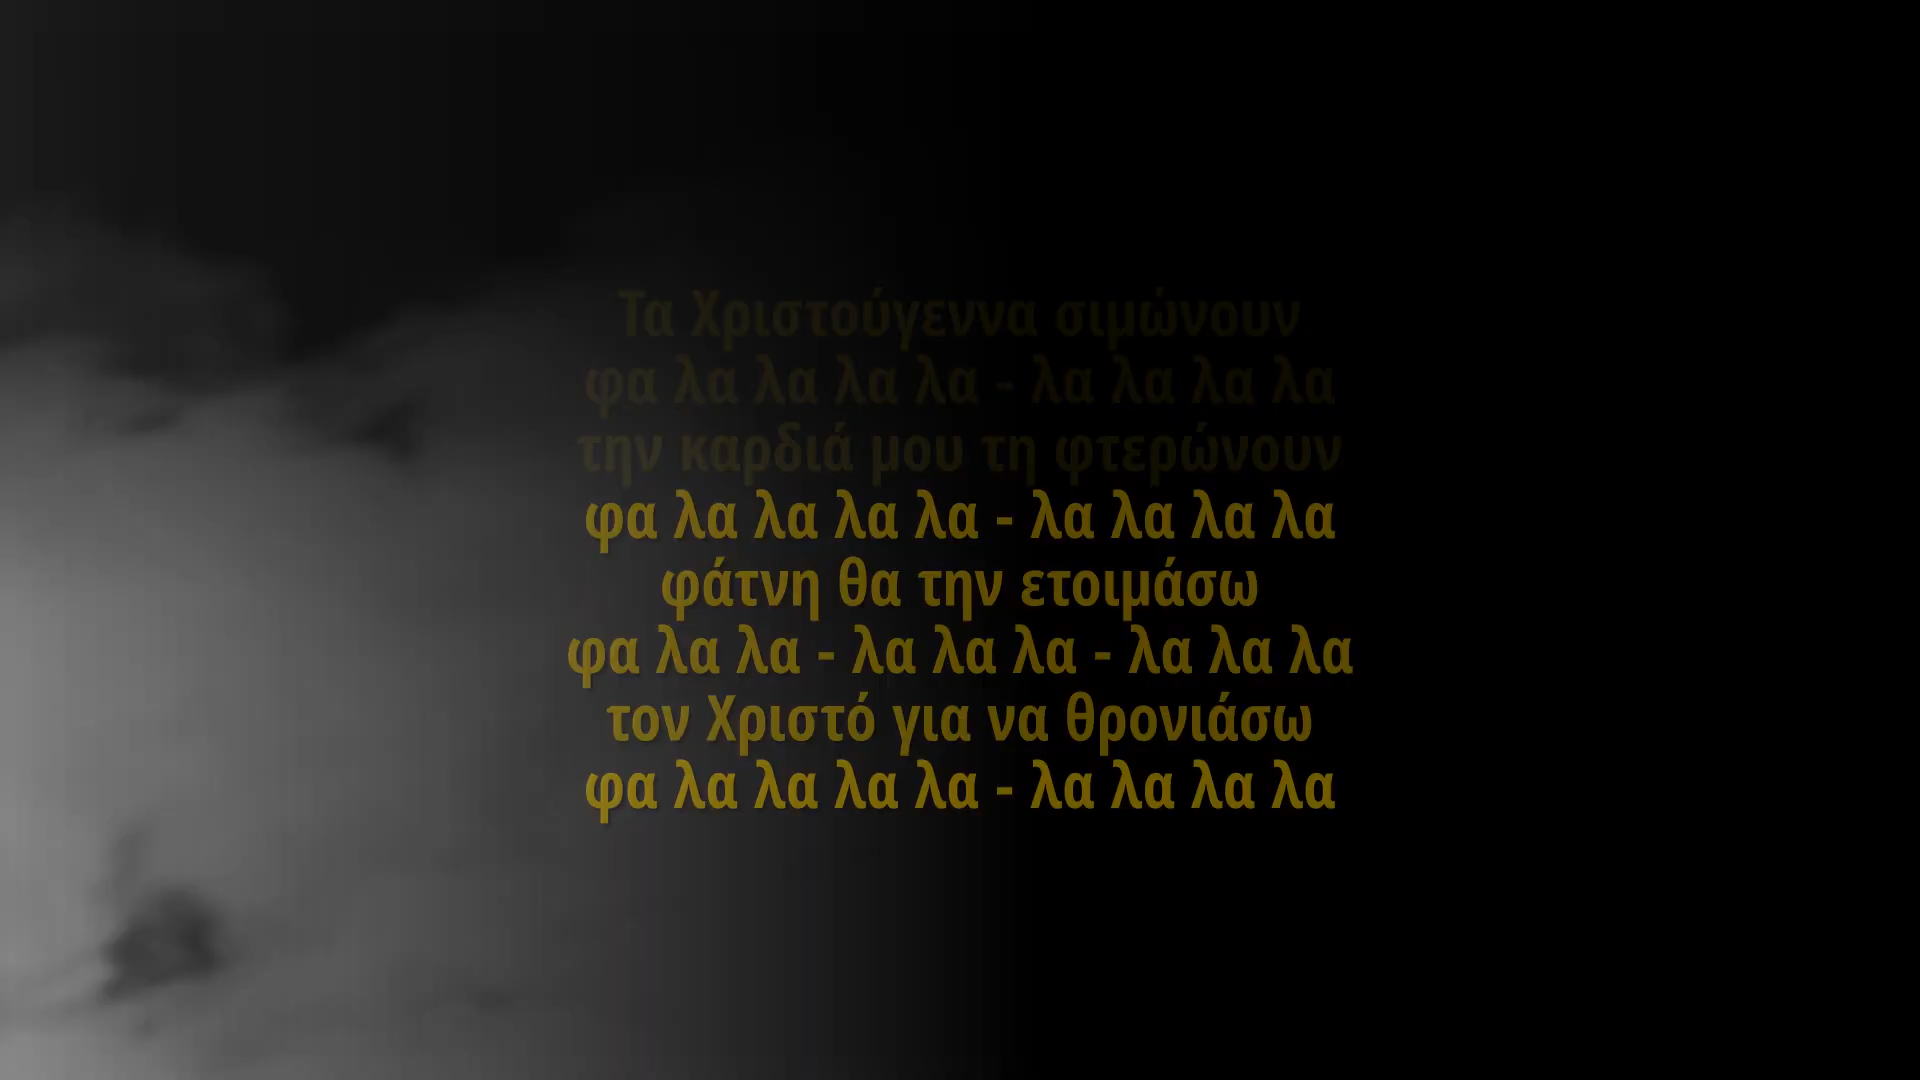 Τα Χριστούγεννα σιμώνουν
φα λα λα λα λα - λα λα λα λα
την καρδιά μου τη φτερώνουν
φα λα λα λα λα - λα λα λα λα
φάτνη θα την ετοιμάσω
φα λα λα - λα λα λα - λα λα λα
τον Χριστό για να θρονιάσω
φα λα λα λα λα - λα λα λα λα